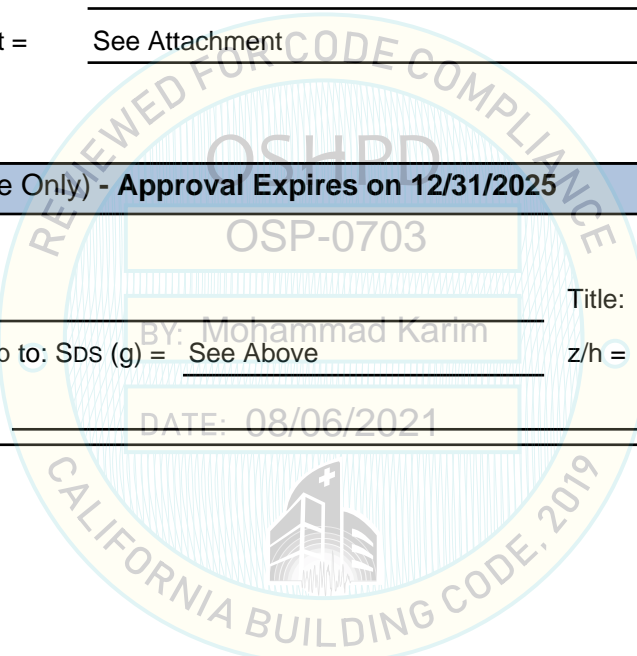 t = See Attachment
REVIEWED FOR CODE COMPLIANCE
OSHPD
e Only) - Approval Expires on 12/31/2025
OSP-0703
Title:
BY: Mohammad Karim
o to: SDS (g) = See Above z/h =
DATE: 08/06/2021
CALIFORNIA BUILDING CODE, 2019